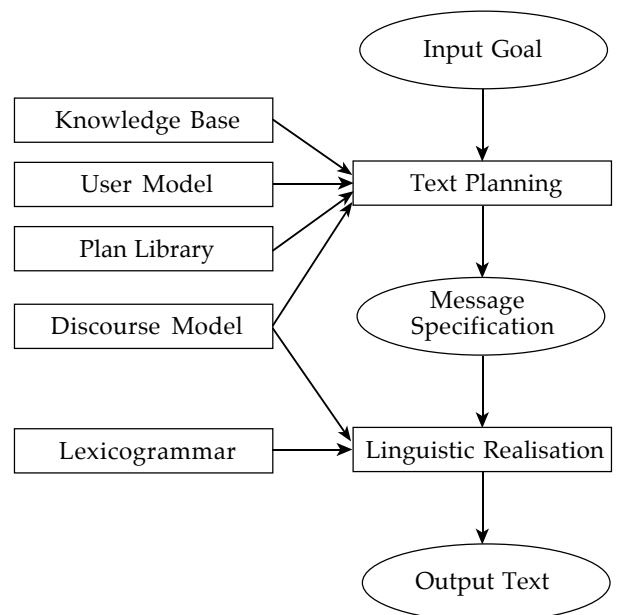 Input Goal
Knowledge Base
User Model
Text Planning
Plan Library
Discourse Model
Message
Specification
Lexicogrammar
Linguistic Realisation
Output Text